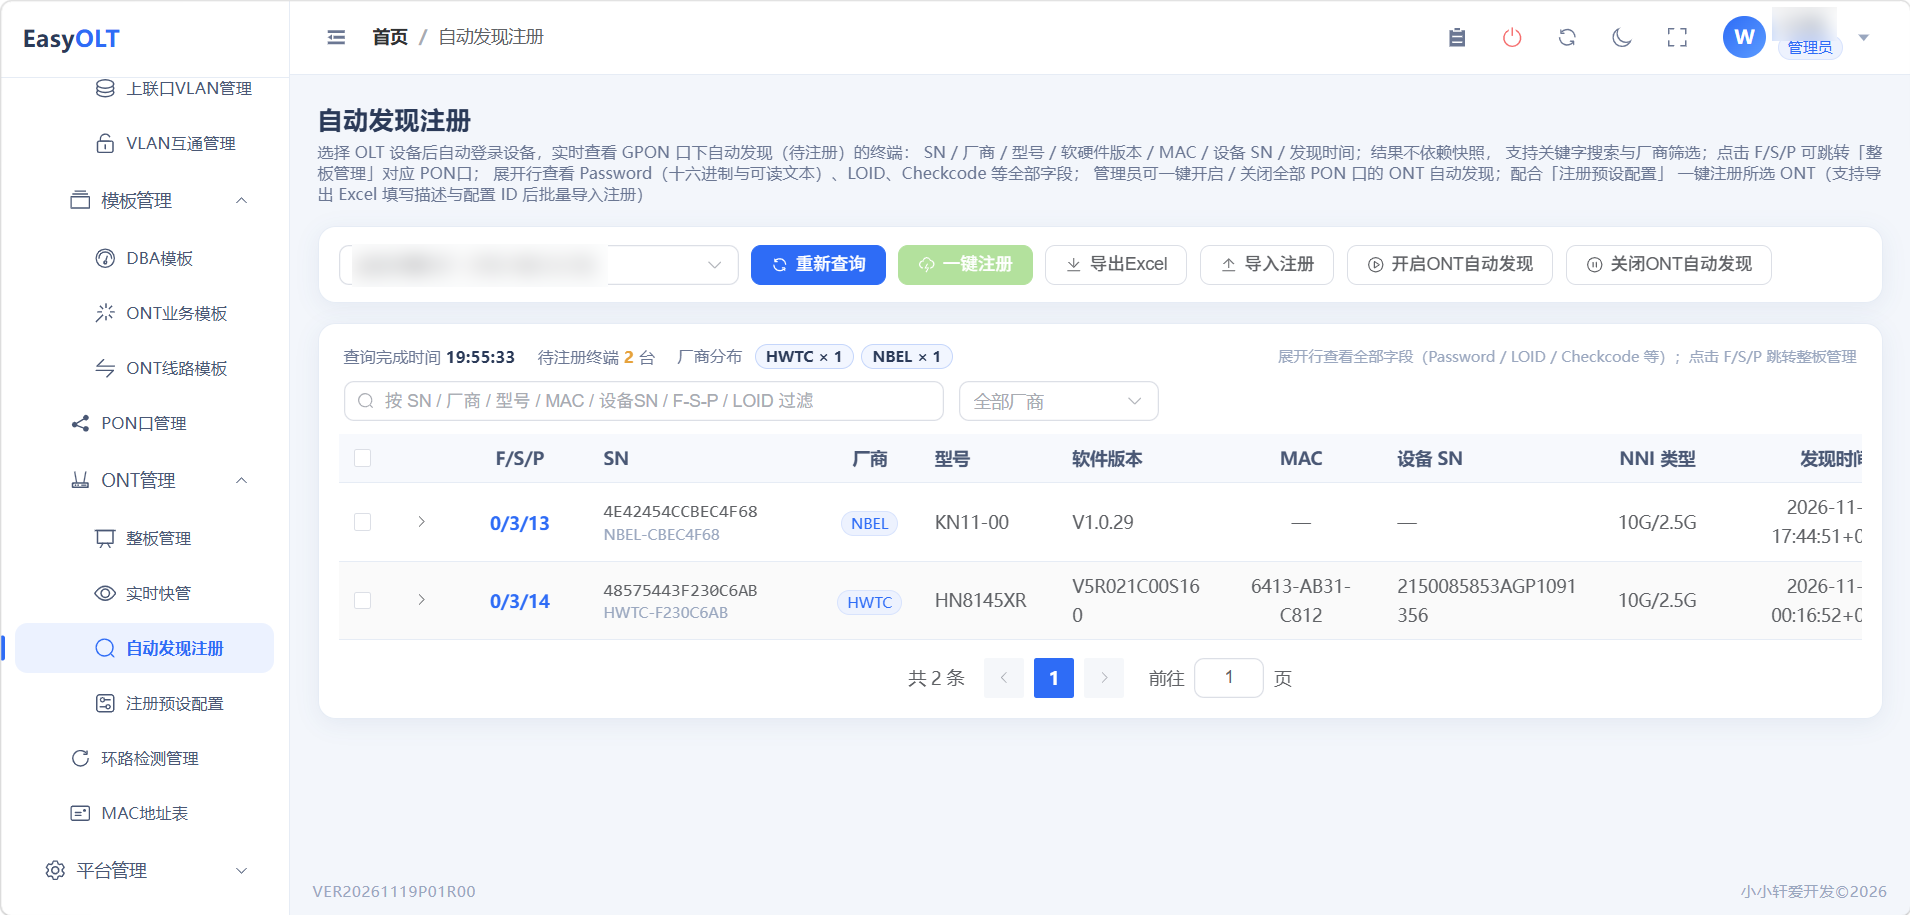 EasyOLT
首页 / 自动发现注册
W
管理员
上联口VLAN管理
VLAN互通管理
模板管理
DBA模板
ONT业务模板
ONT线路模板
PON口管理
ONT管理
整板管理
实时快管
自动发现注册
注册预设配置
环路检测管理
MAC地址表
平台管理
自动发现注册
选择 OLT 设备后自动登录设备，实时查看 GPON 口下自动发现（待注册）的终端： SN / 厂商 / 型号 / 软硬件版本 / MAC / 设备 SN / 发现时间；结果不依赖快照， 支持关键字搜索与厂商筛选；点击 F/S/P 可跳转「整
板管理」对应 PON口； 展开行查看 Password（十六进制与可读文本）、LOID、Checkcode 等全部字段； 管理员可一键开启 / 关闭全部 PON 口的 ONT 自动发现；配合「注册预设配置」 一键注册所选 ONT（支持导
出 Excel 填写描述与配置 ID 后批量导入注册）
重新查询 一键注册 导出Excel 导入注册 开启ONT自动发现 关闭ONT自动发现
查询完成时间 19:55:33 待注册终端 2 台 厂商分布 HWTC × 1 NBEL × 1 展开行查看全部字段（Password / LOID / Checkcode 等）；点击 F/S/P 跳转整板管理
按 SN / 厂商 / 型号 / MAC / 设备SN / F-S-P / LOID 过滤 全部厂商
F/S/P SN 厂商 型号 软件版本 MAC 设备 SN NNI 类型 发现时间
0/3/13 4E42454CCBEC4F68 NBEL KN11-00 V1.0.29 — — 10G/2.5G 2026-11-
NBEL-CBEC4F68 17:44:51+0
0/3/14 48575443F230C6AB HWTC HN8145XR V5R021C00S16 6413-AB31- 2150085853AGP1091 10G/2.5G 2026-11-
HWTC-F230C6AB 0 C812 356 00:16:52+0
共 2 条 1 前往 1 页
VER20261119P01R00 小小轩爱开发©2026